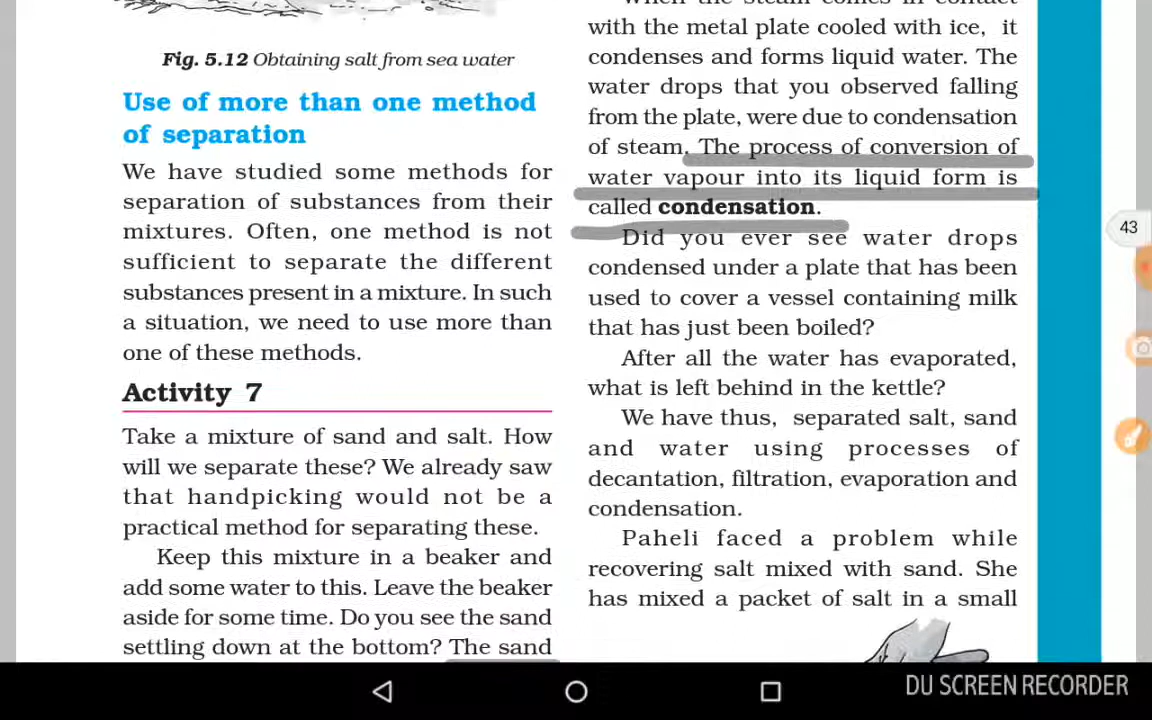 Fig. 5.12 Obtaining salt from sea water
Use of more than one method
of separation
We have studied some methods for
separation of substances from their
mixtures. Often, one method is not
sufficient to separate the different
substances present in a mixture. In such
a situation, we need to use more than
one of these methods.
Activity 7
Take a mixture of sand and salt. How
will we separate these? We already saw
that handpicking would not be a
practical method for separating these.
Keep this mixture in a beaker and
add some water to this. Leave the beaker
aside for some time. Do you see the sand
settling down at the bottom? The sand
When the steam comes in contact
with the metal plate cooled with ice, it
condenses and forms liquid water. The
water drops that you observed falling
from the plate, were due to condensation
of steam. The process of conversion of
water vapour into its liquid form is
called condensation.
Did you ever see water drops
condensed under a plate that has been
used to cover a vessel containing milk
that has just been boiled?
After all the water has evaporated,
what is left behind in the kettle?
We have thus, separated salt, sand
and water using processes of
decantation, filtration, evaporation and
condensation.
Paheli faced a problem while
recovering salt mixed with sand. She
has mixed a packet of salt in a small
43
DU SCREEN RECORDER